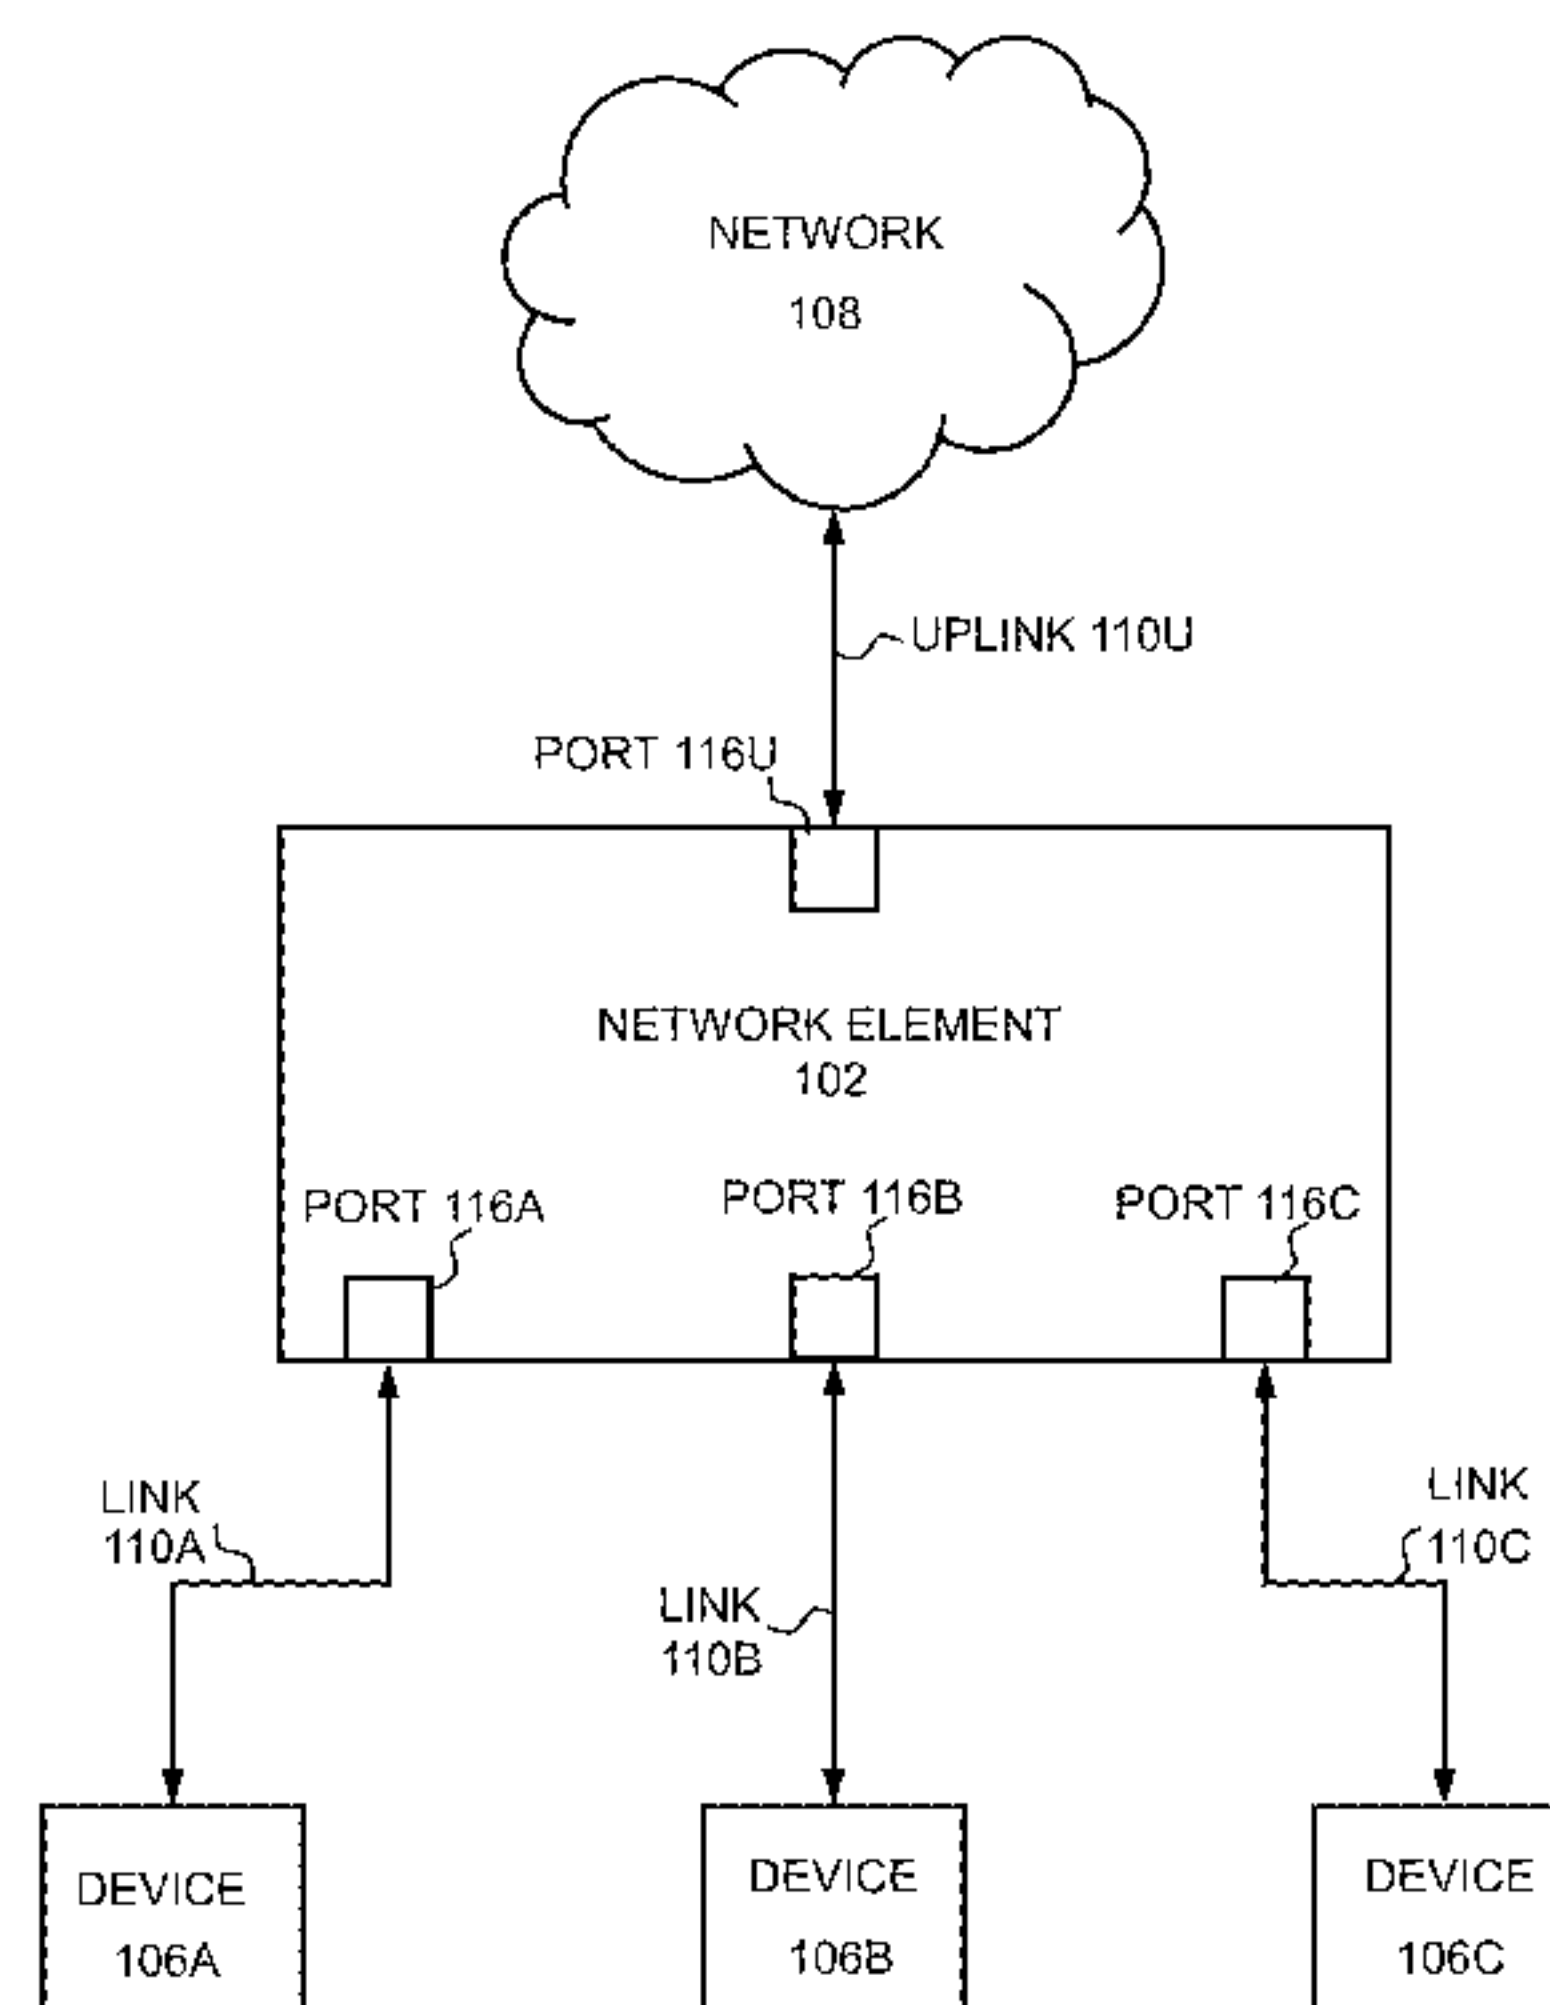 NETWORK
108
UPLINK 110U
PORT 116U
NETWORK ELEMENT
102
PORT 116A
PORT 116B
PORT 116C
LINK
110A
LINK
110B
LINK
110C
DEVICE
106A
DEVICE
106B
DEVICE
106C